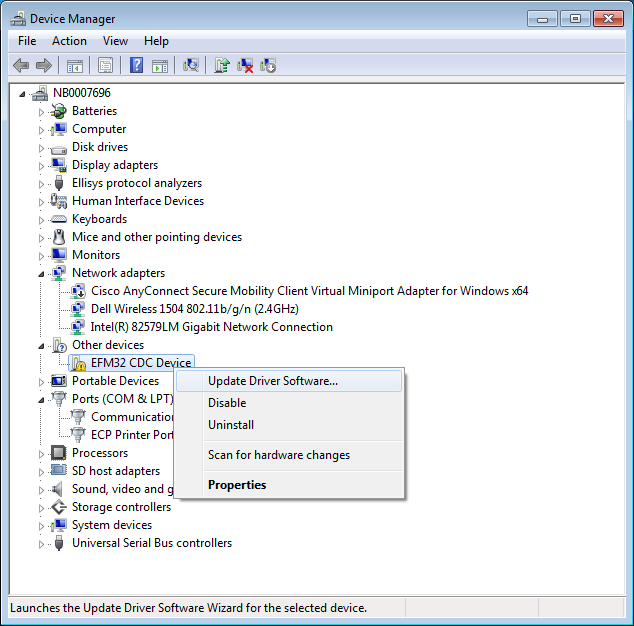 Device Manager
File Action View Help
NB0007696
Batteries
Computer
Disk drives
Display adapters
Ellisys protocol analyzers
Human Interface Devices
Keyboards
Mice and other pointing devices
Monitors
Network adapters
Cisco AnyConnect Secure Mobility Client Virtual Miniport Adapter for Windows x64
Dell Wireless 1504 802.11b/g/n (2.4GHz)
Intel(R) 82579LM Gigabit Network Connection
Other devices
EFM32 CDC Device
Portable Devices
Ports (COM & LPT)
Communication
ECP Printer Port
Processors
SD host adapters
Sound, video and g
Storage controllers
System devices
Universal Serial Bus controllers
Update Driver Software...
Disable
Uninstall
Scan for hardware changes
Properties
Launches the Update Driver Software Wizard for the selected device.